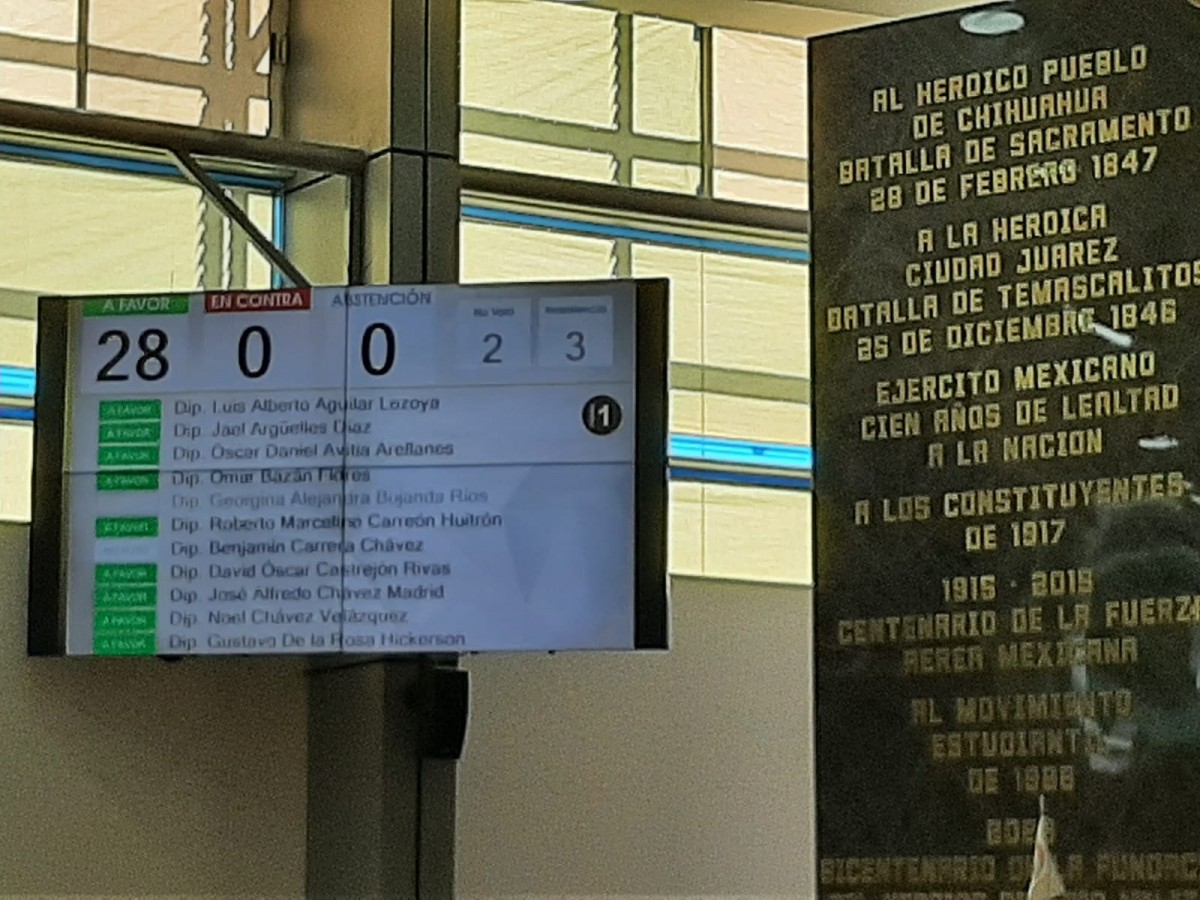 A FAVOR
EN CONTRA
ABSTENCIÓN
No Votó
28
0
0
2
3
A FAVOR Dip. Luis Alberto Aguilar Lozoya
1
A FAVOR Dip. Jael Argüelles Díaz
A FAVOR Dip. Óscar Daniel Avitia Arellanes
A FAVOR Dip. Omar Bazán Flores
Dip. Georgina Alejandra Bujanda Ríos
A FAVOR Dip. Roberto Marcelino Carreón Huitrón
Dip. Benjamín Carrera Chávez
A FAVOR Dip. David Óscar Castrejón Rivas
A FAVOR Dip. José Alfredo Chávez Madrid
A FAVOR Dip. Noel Chávez Velázquez
A FAVOR Dip. Gustavo De la Rosa Hickerson
AL HEROICO PUEBLO
DE CHIHUAHUA
BATALLA DE SACRAMENTO
28 DE FEBRERO 1847
A LA HEROICA
CIUDAD JUAREZ
BATALLA DE TEMASCALITOS
25 DE DICIEMBRE 1846
EJERCITO MEXICANO
CIEN AÑOS DE LEALTAD
A LA NACION
A LOS CONSTITUYENTES
DE 1917
1915 - 2015
CENTENARIO DE LA FUERZA
AEREA MEXICANA
AL MOVIMIENTO
ESTUDIANTIL
DE
BICENTENARIO DE LA